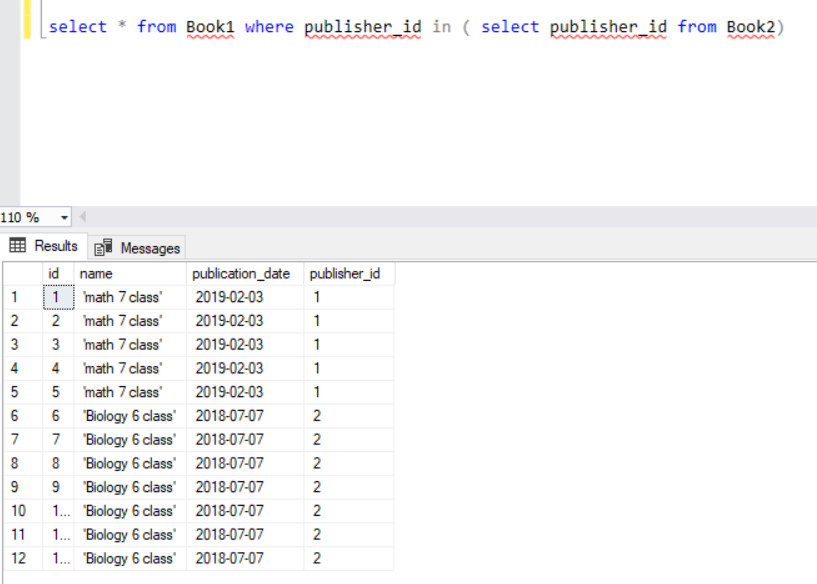 select * from Book1 where publisher_id in ( select publisher_id from Book2)
110 %
Results Messages
id name publication_date publisher_id
1 1 'math 7 class' 2019-02-03 1
2 2 'math 7 class' 2019-02-03 1
3 3 'math 7 class' 2019-02-03 1
4 4 'math 7 class' 2019-02-03 1
5 5 'math 7 class' 2019-02-03 1
6 6 'Biology 6 class' 2018-07-07 2
7 7 'Biology 6 class' 2018-07-07 2
8 8 'Biology 6 class' 2018-07-07 2
9 9 'Biology 6 class' 2018-07-07 2
10 1... 'Biology 6 class' 2018-07-07 2
11 1... 'Biology 6 class' 2018-07-07 2
12 1... 'Biology 6 class' 2018-07-07 2